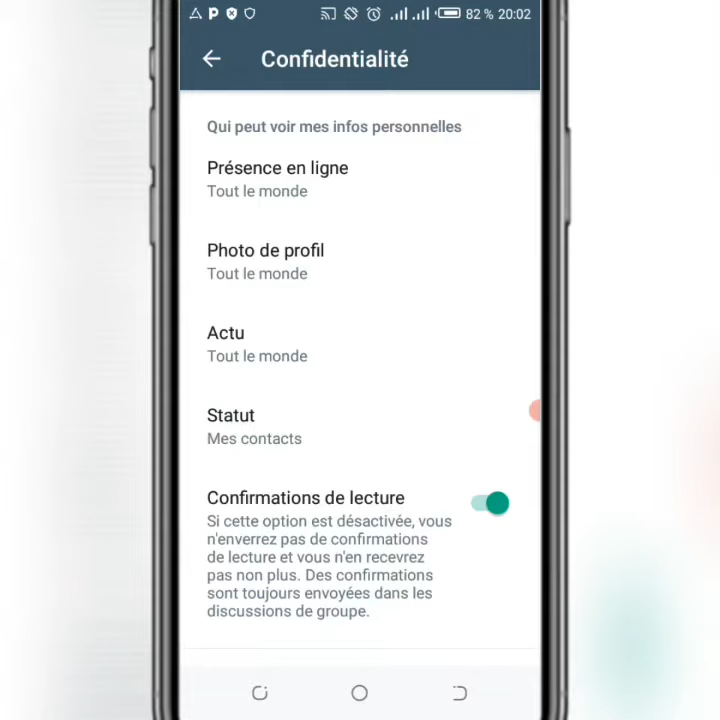 82 % 20:02
Confidentialité
Qui peut voir mes infos personnelles
Présence en ligne
Tout le monde
Photo de profil
Tout le monde
Actu
Tout le monde
Statut
Mes contacts
Confirmations de lecture
Si cette option est désactivée, vous
n'enverrez pas de confirmations
de lecture et vous n'en recevrez
pas non plus. Des confirmations
sont toujours envoyées dans les
discussions de groupe.